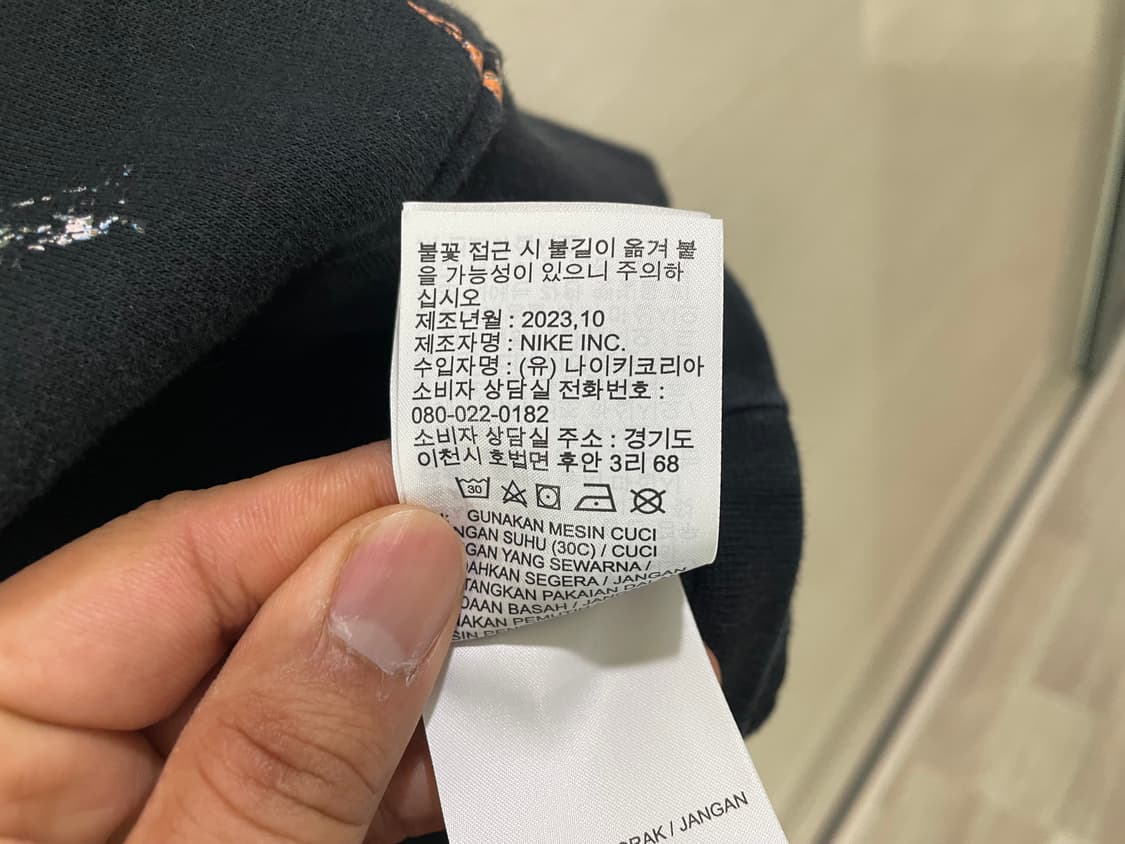 불꽃 접근 시 불길이 옮겨 붙
을 가능성이 있으니 주의하
십시오
제조년월 : 2023,10
제조자명 : NIKE INC.
수입자명 : (유) 나이키코리아
소비자 상담실 전화번호 :
080-022-0182
소비자 상담실 주소 : 경기도
이천시 호법면 후안 3리 68
30
GUNAKAN MESIN CUCI
NGAN SUHU (30C) / CUCI
GAN YANG SEWARNA /
AHKAN SEGERA / JANGAN
TANGKAN PAKAIAN
DAAN BASAH /
NAKAN
/ JANGAN